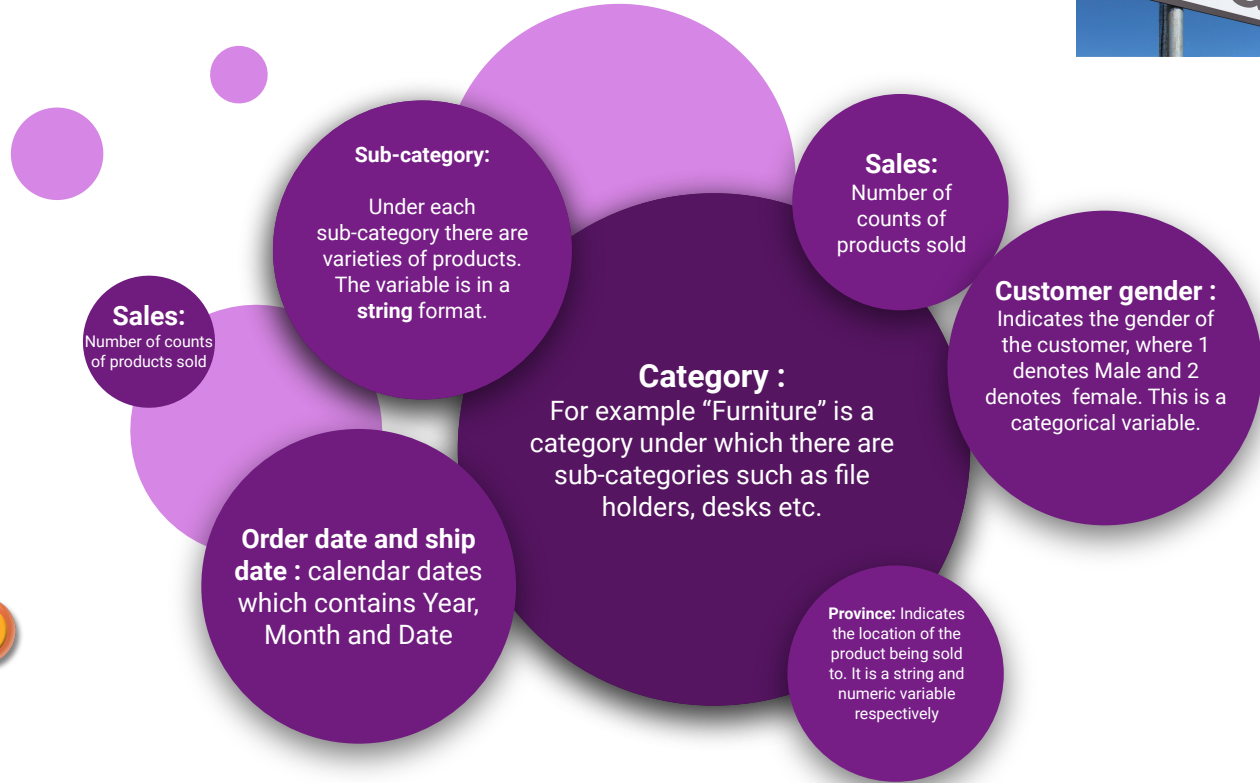 Sub-category:
Under each
sub-category there are
varieties of products.
The variable is in a
string format.
Sales:
Number of
counts of
products sold
Customer gender :
Indicates the gender of
the customer, where 1
denotes Male and 2
denotes  female. This is a
categorical variable.
Sales:
Number of counts
of products sold
Category :
For example “Furniture” is a
category under which there are
sub-categories such as file
holders, desks etc.
Order date and ship
date : calendar dates
which contains Year,
Month and Date
Province: Indicates
the location of the
product being sold
to. It is a string and
numeric variable
respectively